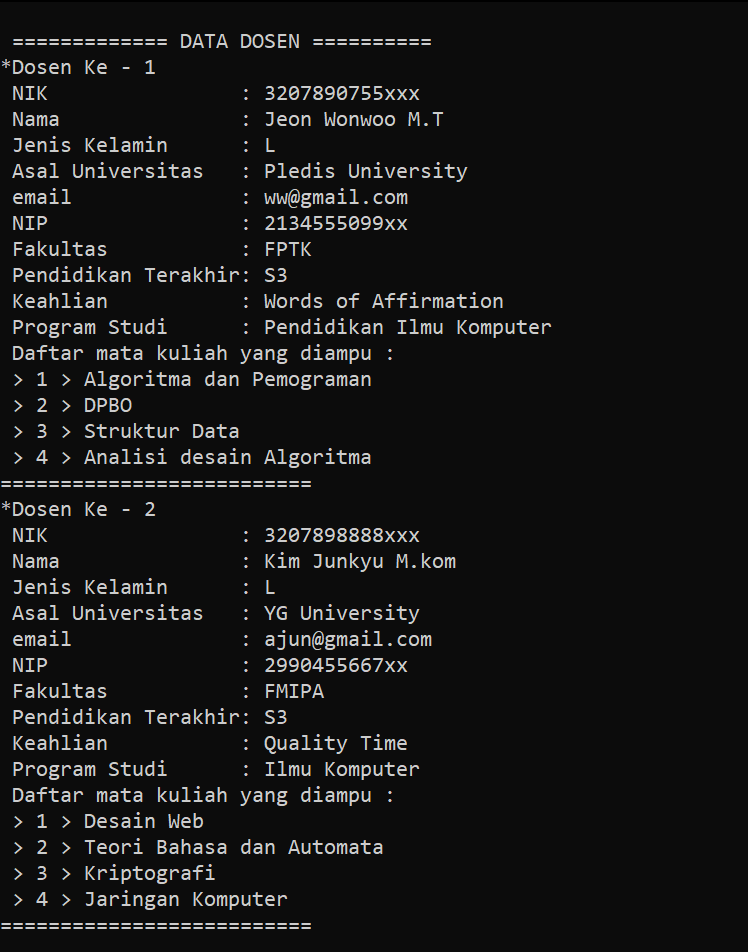 ============= DATA DOSEN ==========
*Dosen Ke - 1
NIK : 3207890755xxx
Nama : Jeon Wonwoo M.T
Jenis Kelamin : L
Asal Universitas : Pledis University
email : ww@gmail.com
NIP : 2134555099xx
Fakultas : FPTK
Pendidikan Terakhir: S3
Keahlian : Words of Affirmation
Program Studi : Pendidikan Ilmu Komputer
Daftar mata kuliah yang diampu :
> 1 > Algoritma dan Pemograman
> 2 > DPBO
> 3 > Struktur Data
> 4 > Analisi desain Algoritma
==========================
*Dosen Ke - 2
NIK : 3207898888xxx
Nama : Kim Junkyu M.kom
Jenis Kelamin : L
Asal Universitas : YG University
email : ajun@gmail.com
NIP : 2990455667xx
Fakultas : FMIPA
Pendidikan Terakhir: S3
Keahlian : Quality Time
Program Studi : Ilmu Komputer
Daftar mata kuliah yang diampu :
> 1 > Desain Web
> 2 > Teori Bahasa dan Automata
> 3 > Kriptografi
> 4 > Jaringan Komputer
==========================